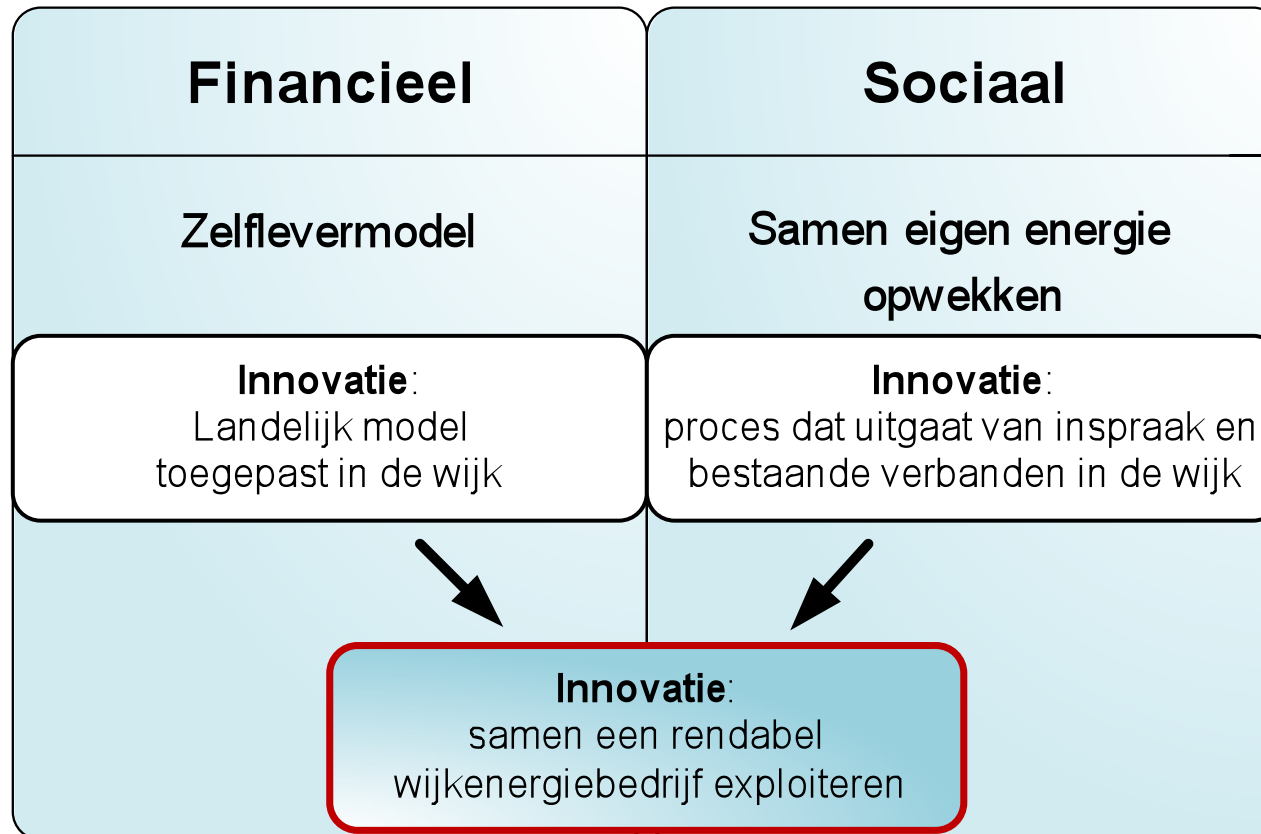 Financieel
Zelflevermodel
Innovatie:
Landelijk model
toegepast in de wijk
Sociaal
Samen eigen energie
opwekken
Innovatie:
proces dat uitgaat van inspraak en
bestaande verbanden in de wijk
Innovatie:
samen een rendabel
wijkenergiebedrijf exploiteren